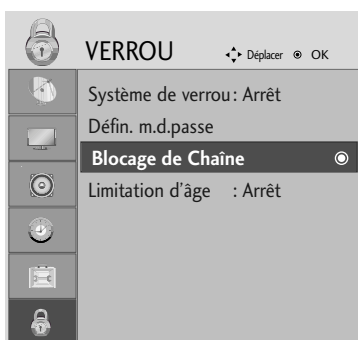 VERROU Déplacer OK
Système de verrou : Arrêt
Défin. m.d.passe
Blocage de Chaîne
Limitation d'âge : Arrêt